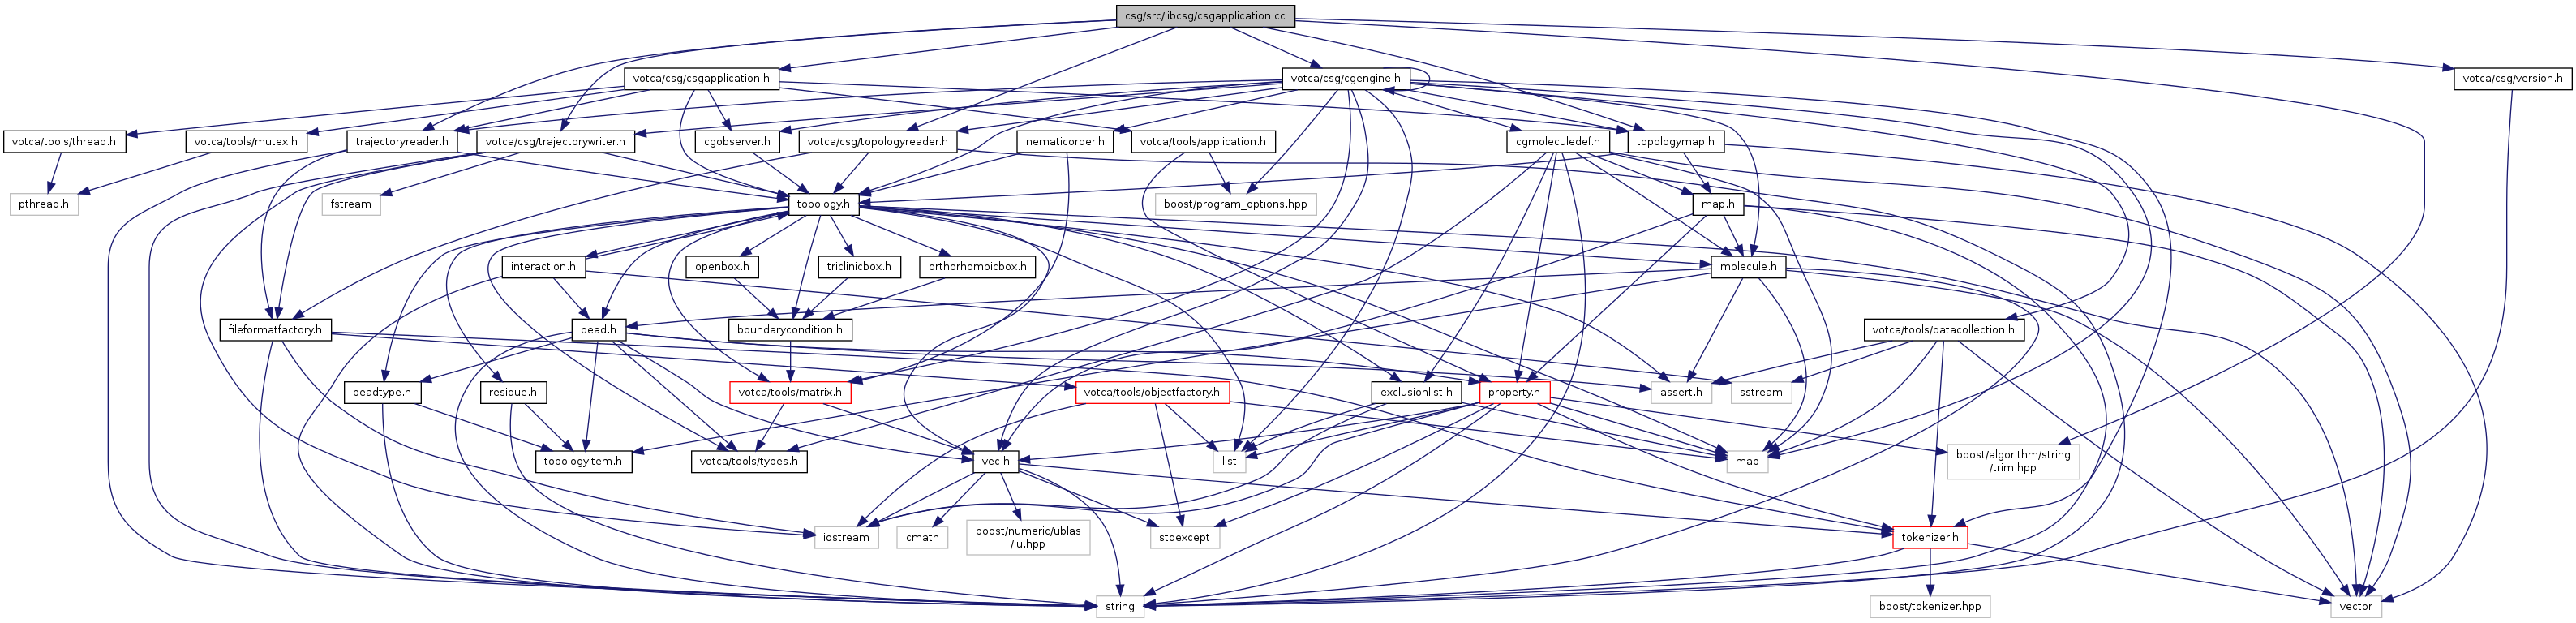 csg/src/libcsg/csgapplication.cc
votca/csg/csgapplication.h
votca/csg/cgengine.h
votca/csg/version.h
votca/tools/thread.h
votca/tools/mutex.h
trajectoryreader.h
votca/csg/trajectorywriter.h
cgobserver.h
votca/csg/topologyreader.h
nematicorder.h
votca/tools/application.h
cgmoleculedef.h
topologymap.h
pthread.h
fstream
topology.h
boost/program_options.hpp
map.h
interaction.h
openbox.h
triclinicbox.h
orthorhombicbox.h
molecule.h
fileformatfactory.h
bead.h
boundarycondition.h
votca/tools/datacollection.h
beadtype.h
residue.h
votca/tools/matrix.h
votca/tools/objectfactory.h
exclusionlist.h
property.h
assert.h
sstream
topologyitem.h
votca/tools/types.h
vec.h
list
map
boost/algorithm/string
/trim.hpp
iostream
cmath
boost/numeric/ublas
/lu.hpp
stdexcept
tokenizer.h
string
boost/tokenizer.hpp
vector